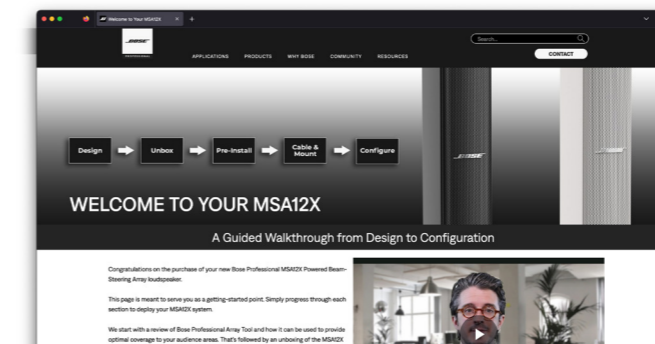 Welcome to Your MSA12X
BOSE
PROFESSIONAL
APPLICATIONS PRODUCTS WHY BOSE COMMUNITY RESOURCES
Search...
CONTACT
Design
Unbox
Pre-Install
Cable &
Mount
Configure
BOSE
BOSE
WELCOME TO YOUR MSA12X
A Guided Walkthrough from Design to Configuration
Congratulations on the purchase of your new Bose Professional MSA12X Powered Beam-
Steering Array loudspeaker.
This page is meant to serve you as a getting-started point. Simply progress through each
section to deploy your MSA12X system.
We start with a review of Bose Professional Array Tool and how it can be used to provide
optimal coverage to your audience areas. That's followed by an unboxing of the MSA12X